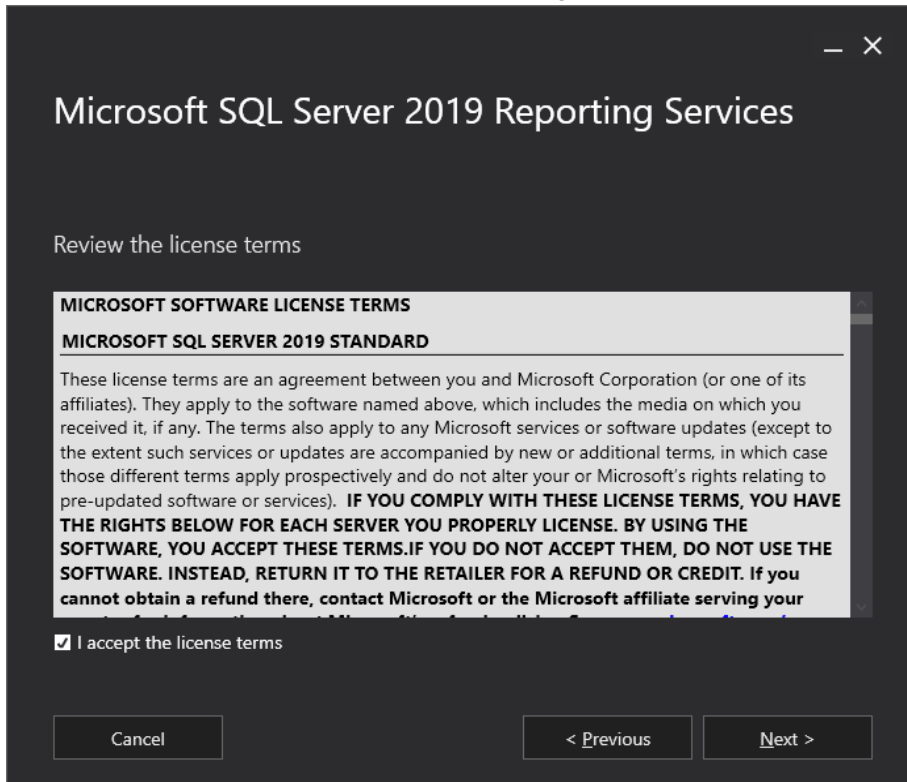 Microsoft SQL Server 2019 Reporting Services
Review the license terms
MICROSOFT SOFTWARE LICENSE TERMS
MICROSOFT SQL SERVER 2019 STANDARD
These license terms are an agreement between you and Microsoft Corporation (or one of its
affiliates). They apply to the software named above, which includes the media on which you
received it, if any. The terms also apply to any Microsoft services or software updates (except to
the extent such services or updates are accompanied by new or additional terms, in which case
those different terms apply prospectively and do not alter your or Microsoft's rights relating to
pre-updated software or services). IF YOU COMPLY WITH THESE LICENSE TERMS, YOU HAVE
THE RIGHTS BELOW FOR EACH SERVER YOU PROPERLY LICENSE. BY USING THE
SOFTWARE, YOU ACCEPT THESE TERMS.IF YOU DO NOT ACCEPT THEM, DO NOT USE THE
SOFTWARE. INSTEAD, RETURN IT TO THE RETAILER FOR A REFUND OR CREDIT. If you
cannot obtain a refund there, contact Microsoft or the Microsoft affiliate serving your
I accept the license terms
Cancel
< Previous
Next >